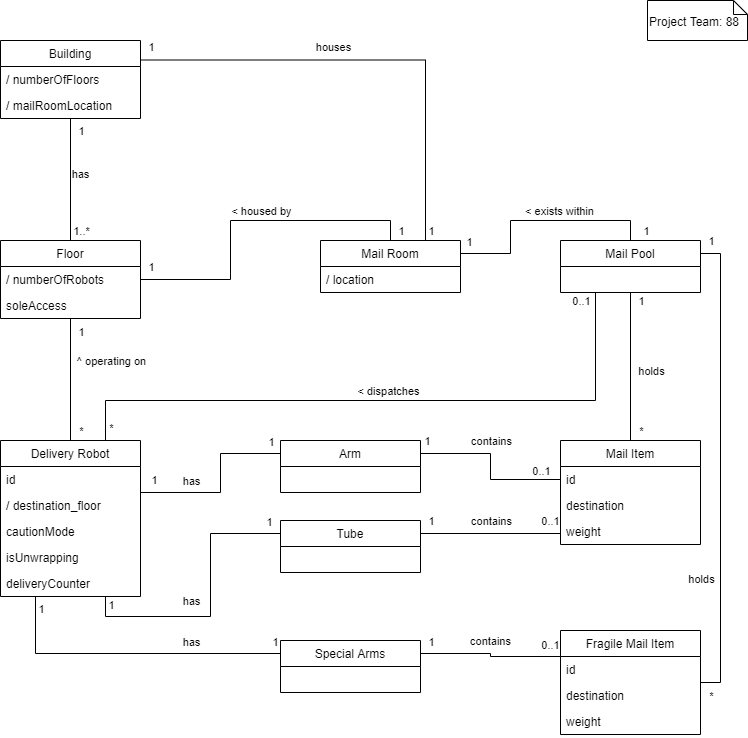 Project Team: 88
1
houses
Building
/ numberOfFloors
/ mailRoomLocation
1
has
1..*
< housed by
1
1
< exists within
1
1
1
Floor
/ numberOfRobots
soleAccess
1
Mail Room
/ location
Mail Pool
1
^ operating on
*
0..1
1
holds
< dispatches
*
*
Delivery Robot
id
/ destination_floor
cautionMode
isUnwrapping
deliveryCounter
1
has
1
Arm
1
contains
0..1
Mail Item
id
destination
weight
1
Tube
1
contains
0..1
holds
1
1
has
has
1
Special Arms
1
contains
0..1
Fragile Mail Item
id
destination
weight
*